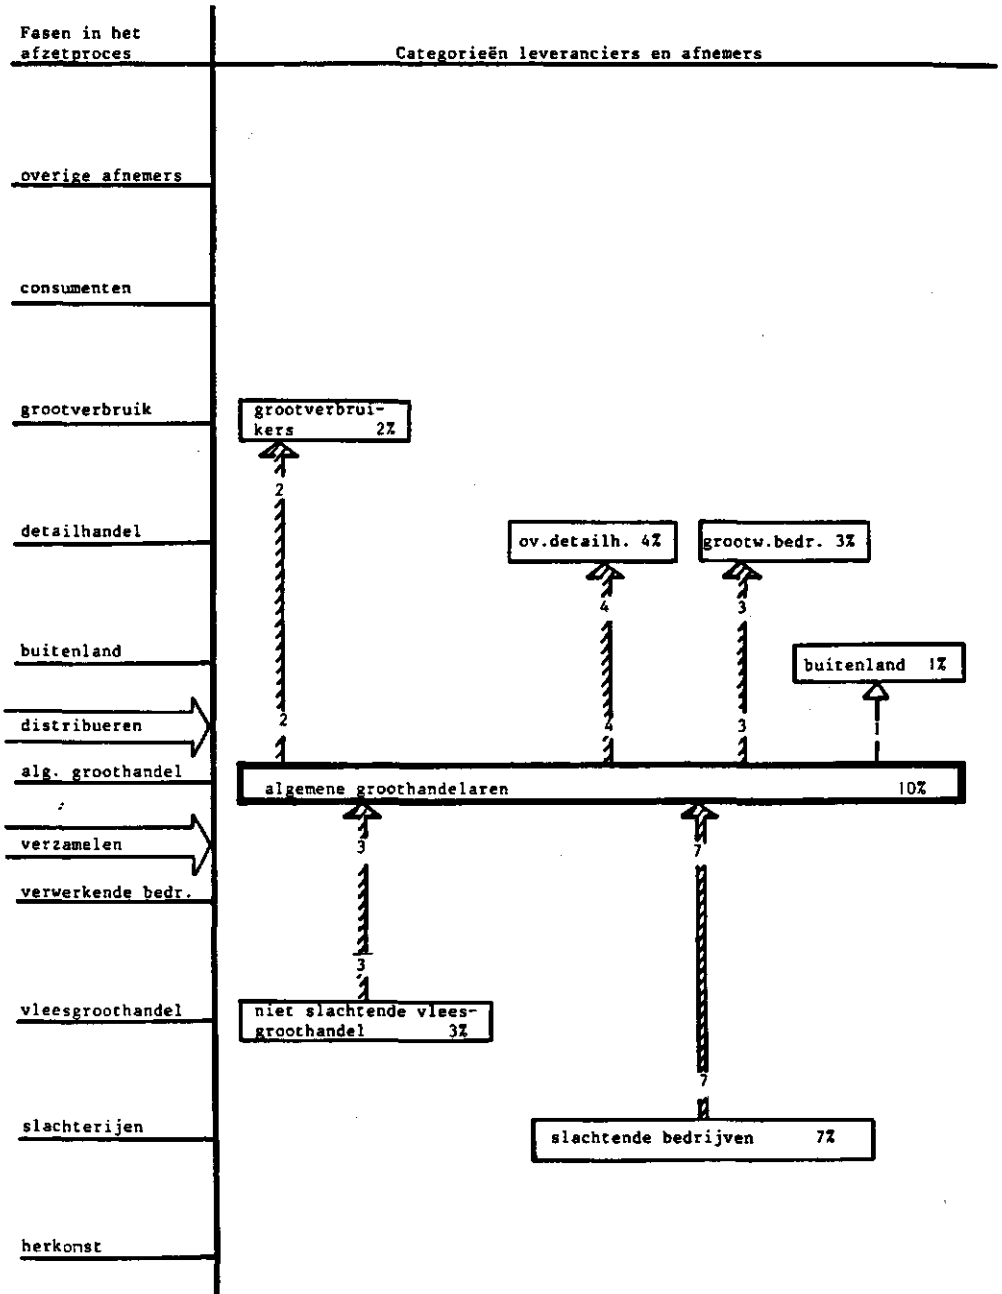 Fasen in het
afzetproces
Categorieën leveranciers en afnemers
overige afnemers
consumenten
grootverbruik
grootverbrui-
kers 2%
2
detailhandel
ov.detailh. 4%
grootw.bedr. 3%
4
3
buitenland
buitenland 1%
distribueren
2
4
3
1
alg. groothandel
algemene groothandelaren 10%
verzamelen
3
7
verwerkende bedr.
3
vleesgroothandel
niet slachtende vlees-
groothandel 3%
7
slachterijen
slachtende bedrijven 7%
herkomst